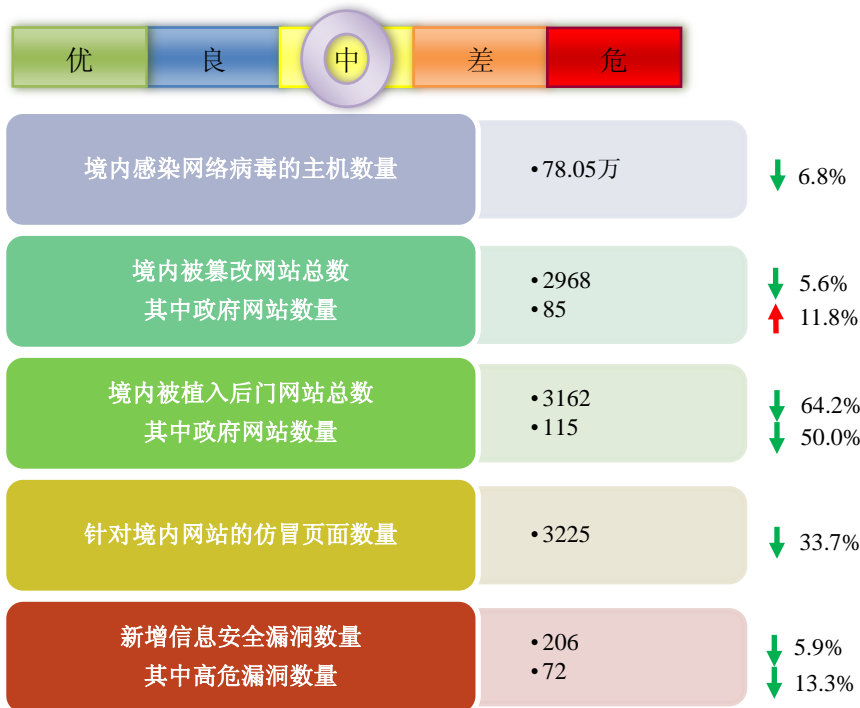 优 良 中 差 危
境内感染网络病毒的主机数量 •78.05万 6.8%
境内被篡改网站总数 •2968 5.6%
其中政府网站数量 •85 11.8%
境内被植入后门网站总数 •3162 64.2%
其中政府网站数量 •115 50.0%
针对境内网站的仿冒页面数量 •3225 33.7%
新增信息安全漏洞数量 •206 5.9%
其中高危漏洞数量 •72 13.3%